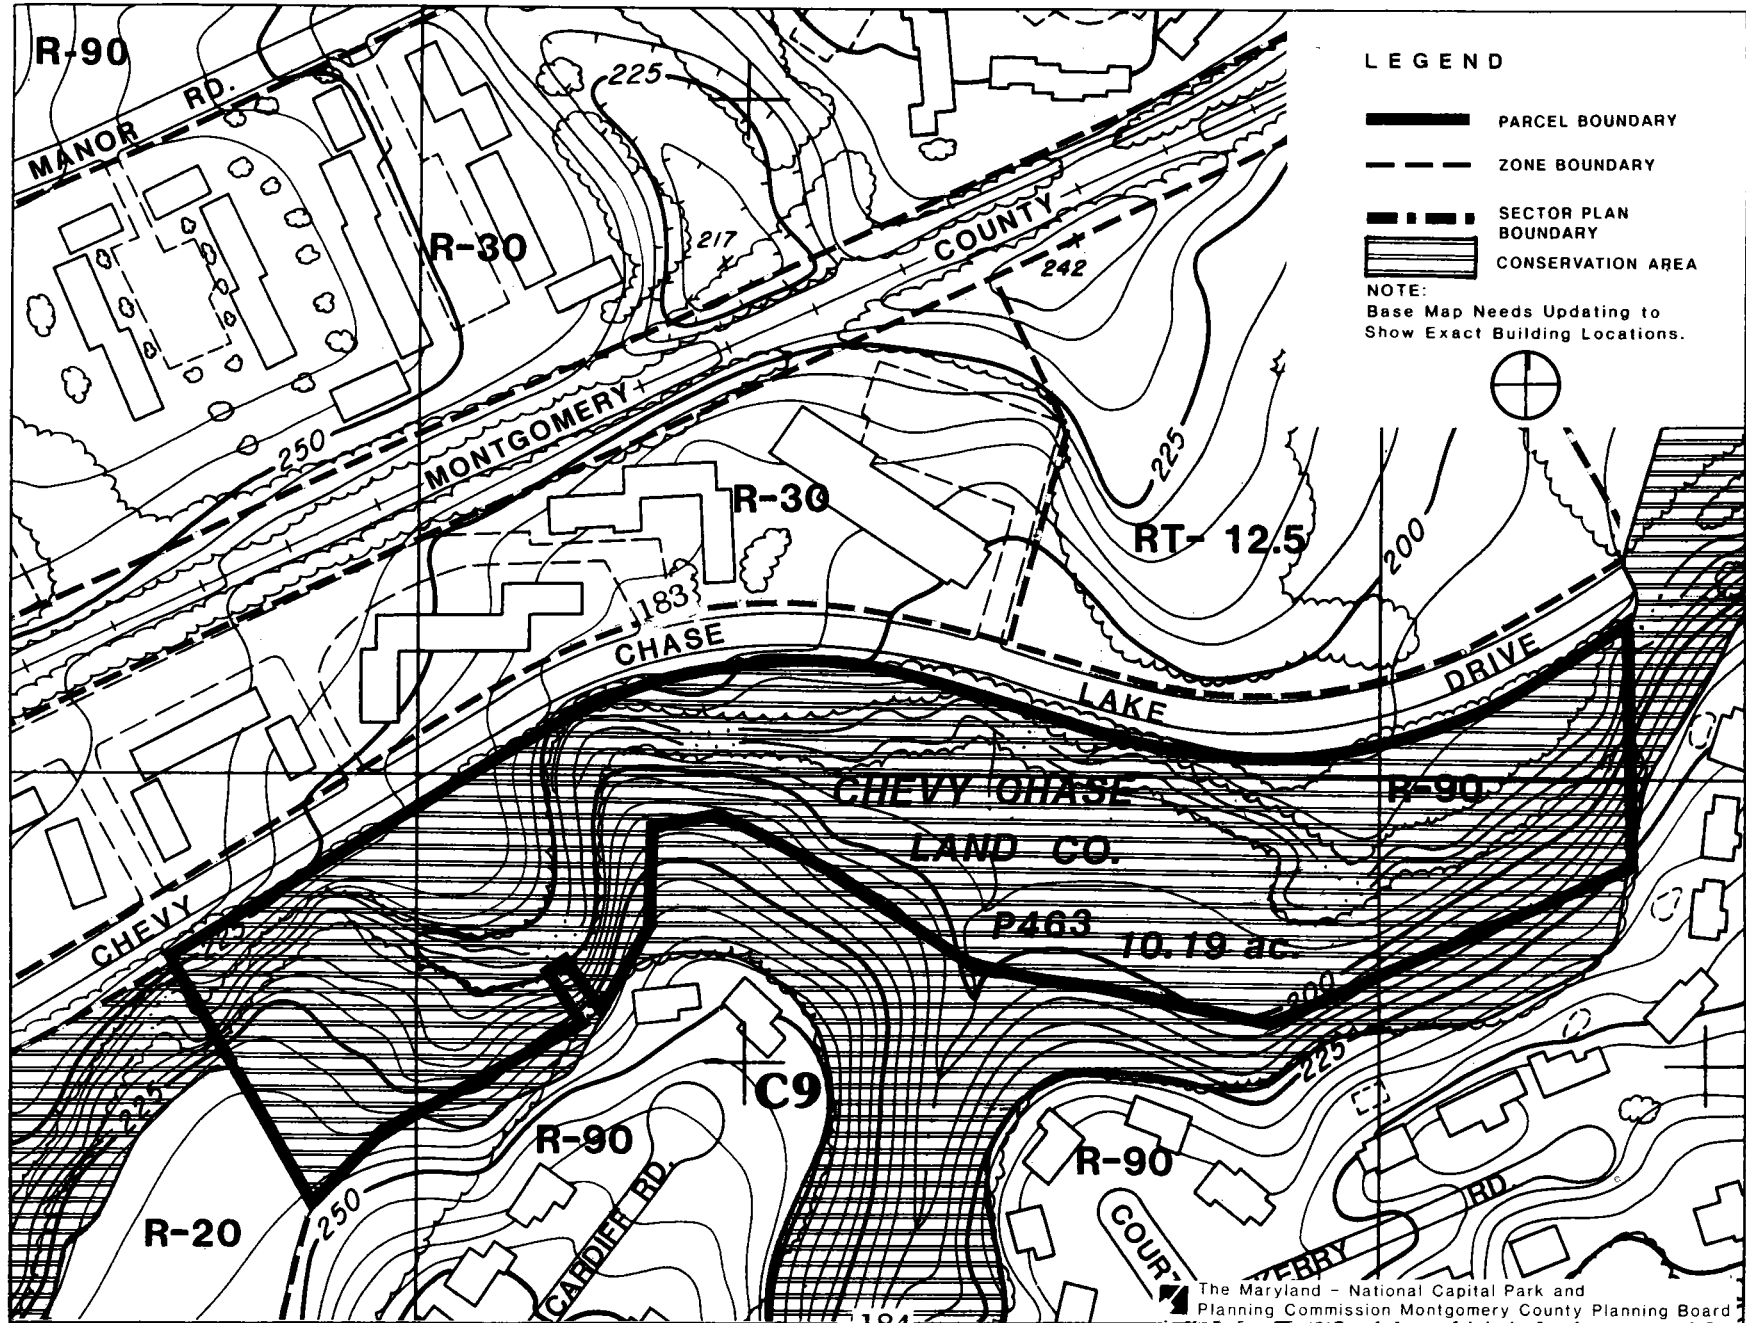 R-90
MANOR RD.
R-30
225
217
COUNTY
242
LEGEND
PARCEL BOUNDARY
ZONE BOUNDARY
SECTOR PLAN
BOUNDARY
CONSERVATION AREA
NOTE:
Base Map Needs Updating to
Show Exact Building Locations.
250
MONTGOMERY
R-30
225
RT- 12.5
200
183
CHEVY CHASE LAKE DRIVE
CHEVY CHASE
LAND CO.
P463 10.19 ac.
R-90
225
200
225
225
C9
R-90
R-90
R-20
250
CARDIFF RD.
COURT
RD.
The Maryland - National Capital Park and
Planning Commission Montgomery County Planning Board